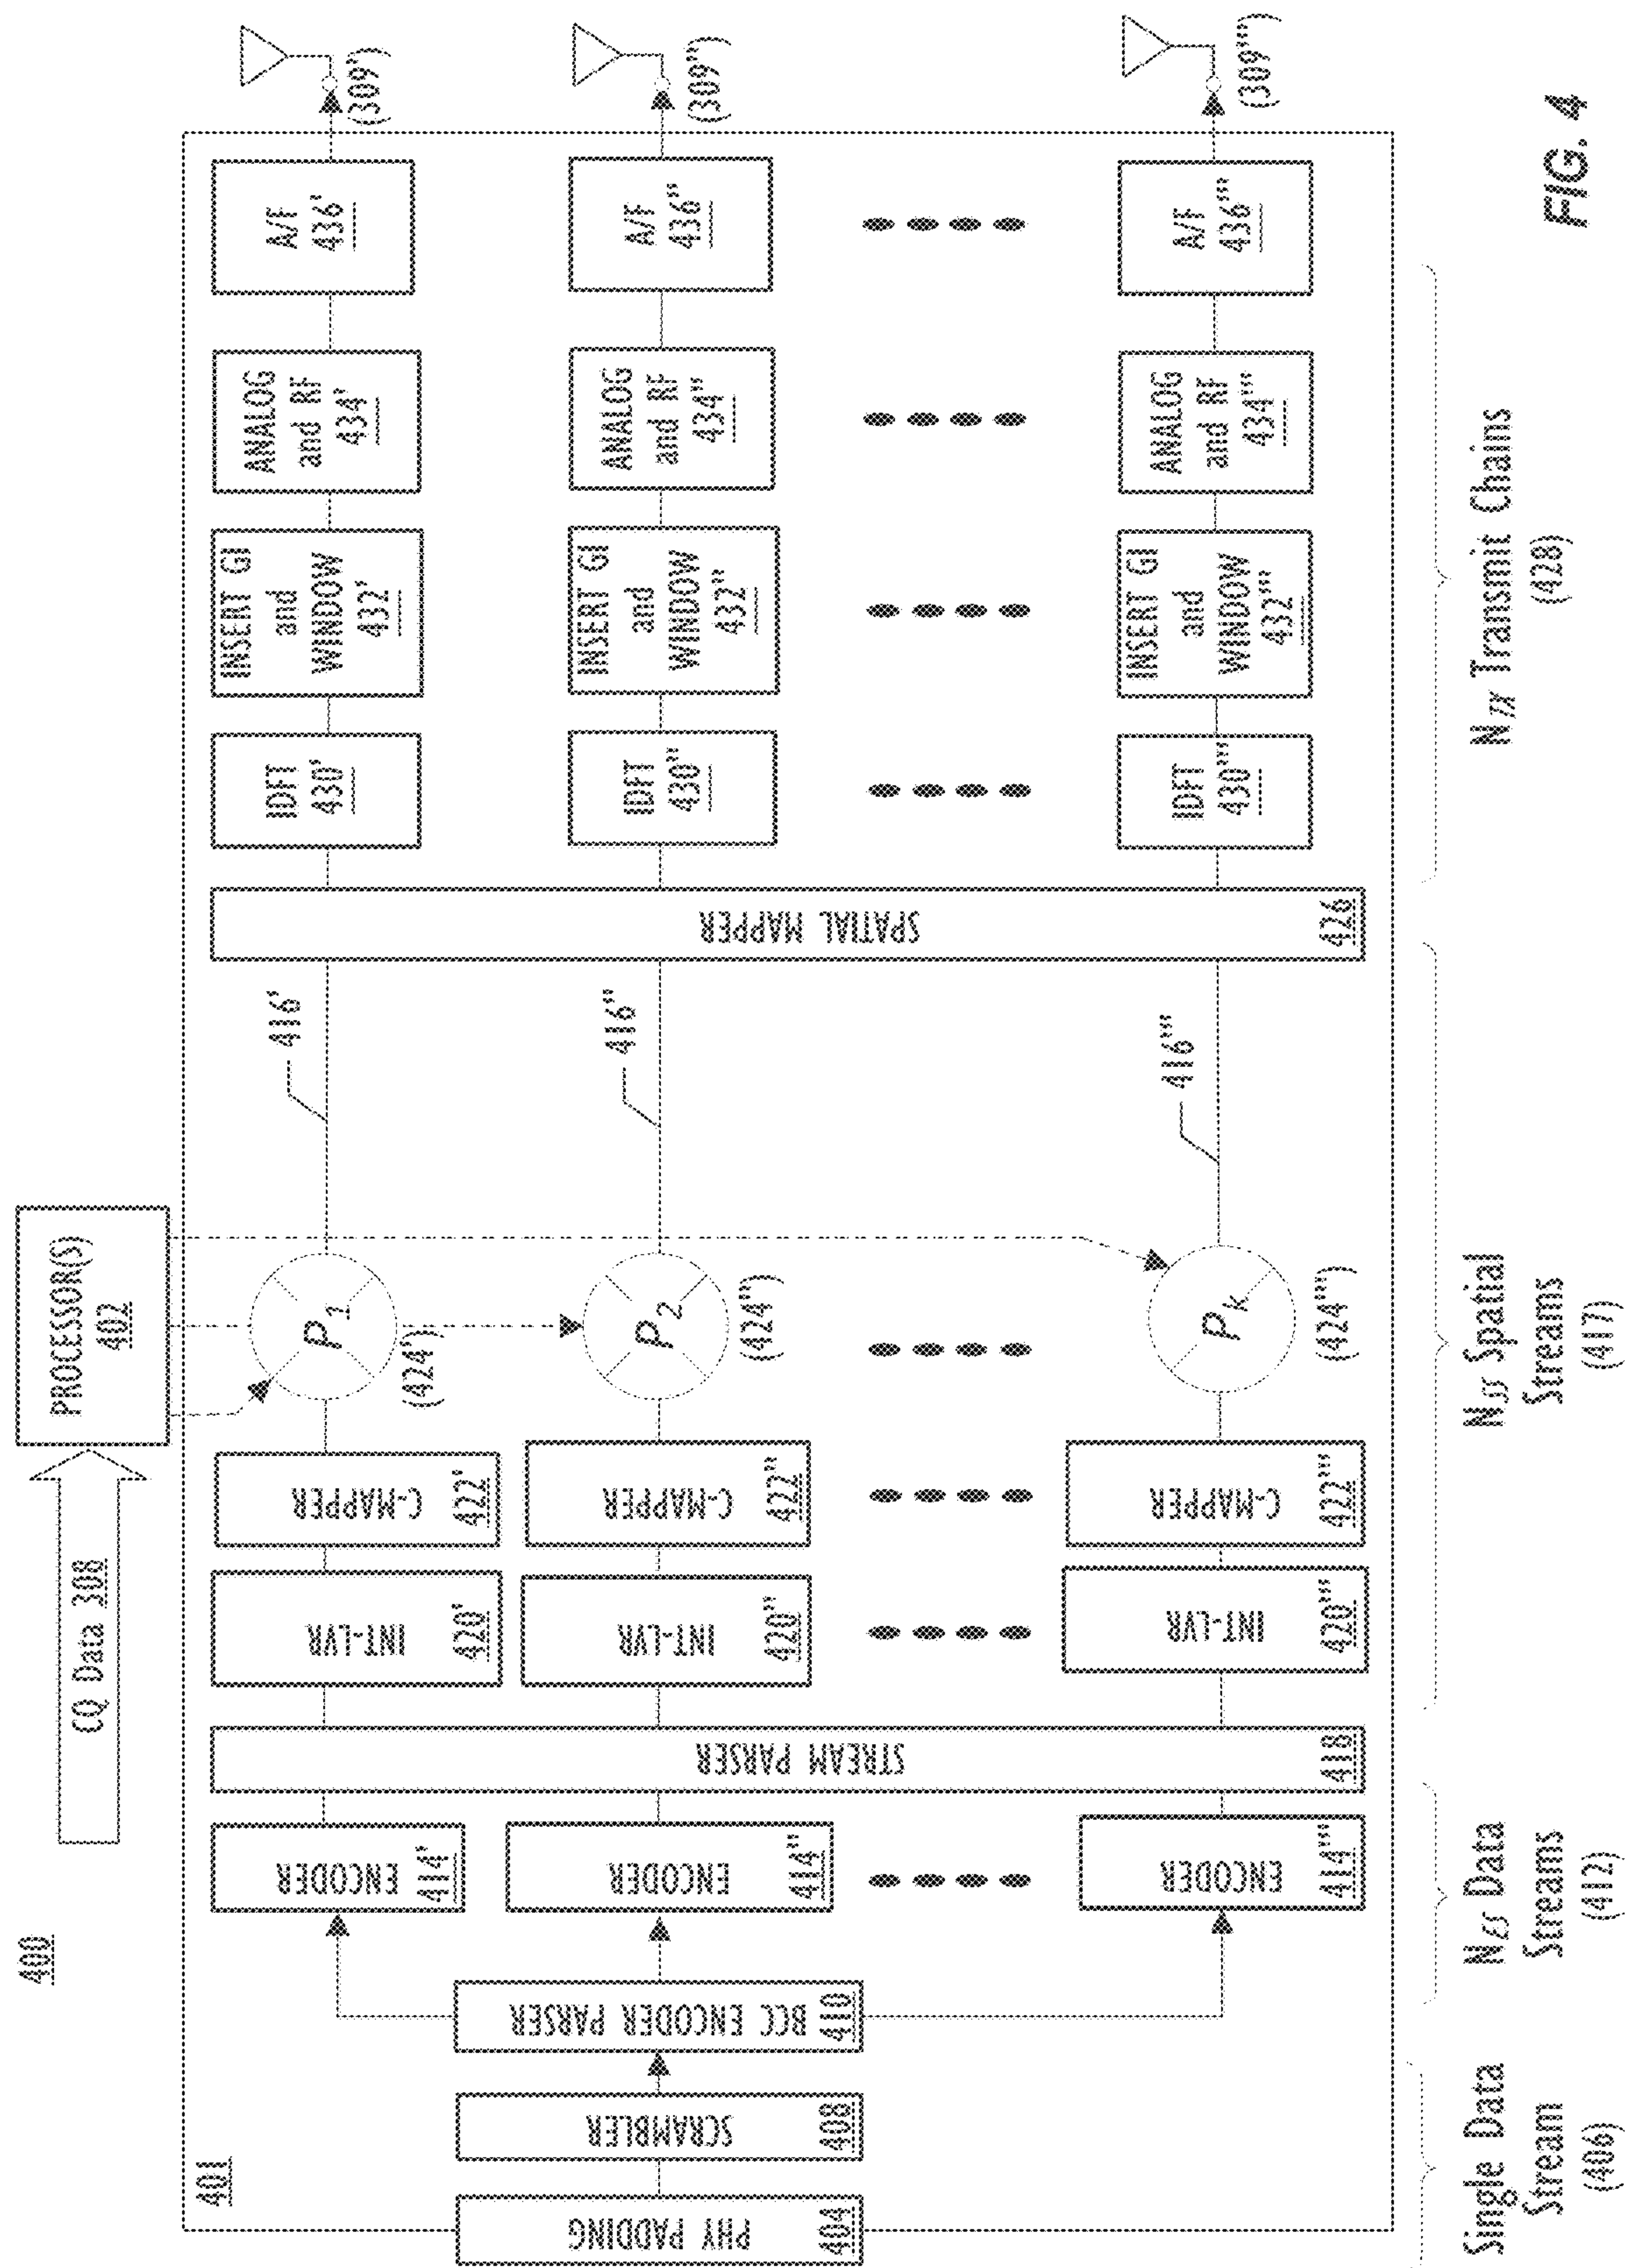 400
CQ Data 308
PROCESSOR(S)
402
401
PHY PADDING
404
SCRAMBLER
408
BCC ENCODER PARSER
410
ENCODER
414'
ENCODER
414''
ENCODER
414'''
STREAM PARSER
418
INT-LVR
420'
INT-LVR
420''
INT-LVR
420'''
C-MAPPER
422'
C-MAPPER
422''
C-MAPPER
422'''
P1
(424')
P2
(424'')
Pk
(424''')
416'
416''
416'''
SPATIAL MAPPER
426
IDFT
430'
IDFT
430''
IDFT
430'''
INSERT GI
and
WINDOW
432'
INSERT GI
and
WINDOW
432''
INSERT GI
and
WINDOW
432'''
ANALOG
and RF
434'
ANALOG
and RF
434''
ANALOG
and RF
434'''
A/F
436'
A/F
436''
A/F
436'''
(309')
(309'')
(309''')
Single Data
Stream
(406)
NES Data
Streams
(412)
NSS Spatial
Streams
(417)
NTX Transmit Chains
(428)
FIG. 4